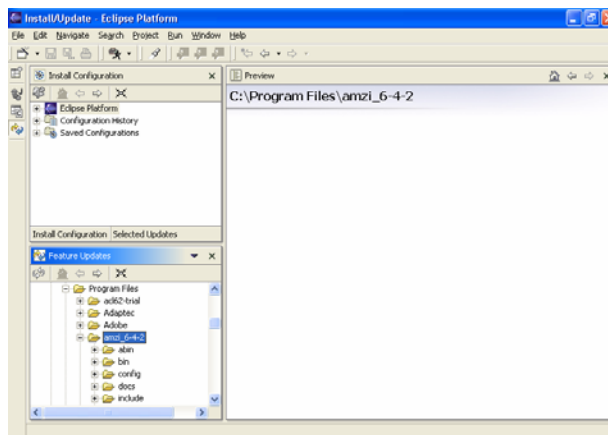 Install/Update - Eclipse Platform
File Edit Navigate Search Project Run Window Help
Install Configuration
Eclipse Platform
Configuration History
Saved Configurations
Install Configuration Selected Updates
Feature Updates
Program Files
acl62-trial
Adaptec
Adobe
amzi_6-4-2
abin
bin
config
docs
include
Preview
C:\Program Files\amzi_6-4-2